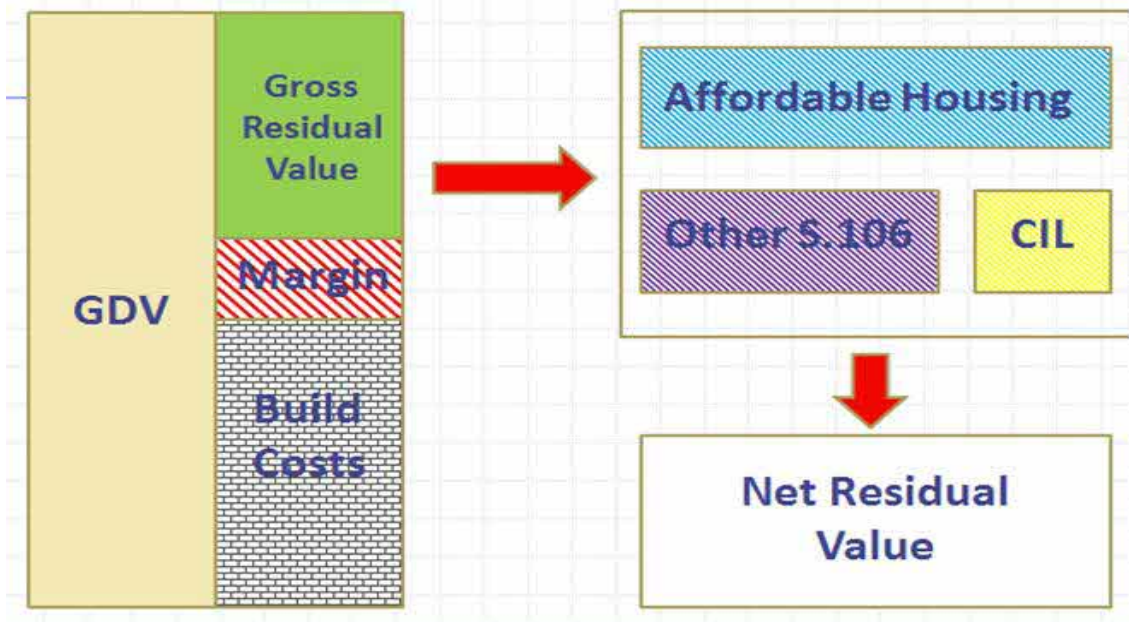 GDV
Gross
Residual
Value
Margin
Build
Costs
Affordable Housing
Other S.106
CIL
Net Residual
Value